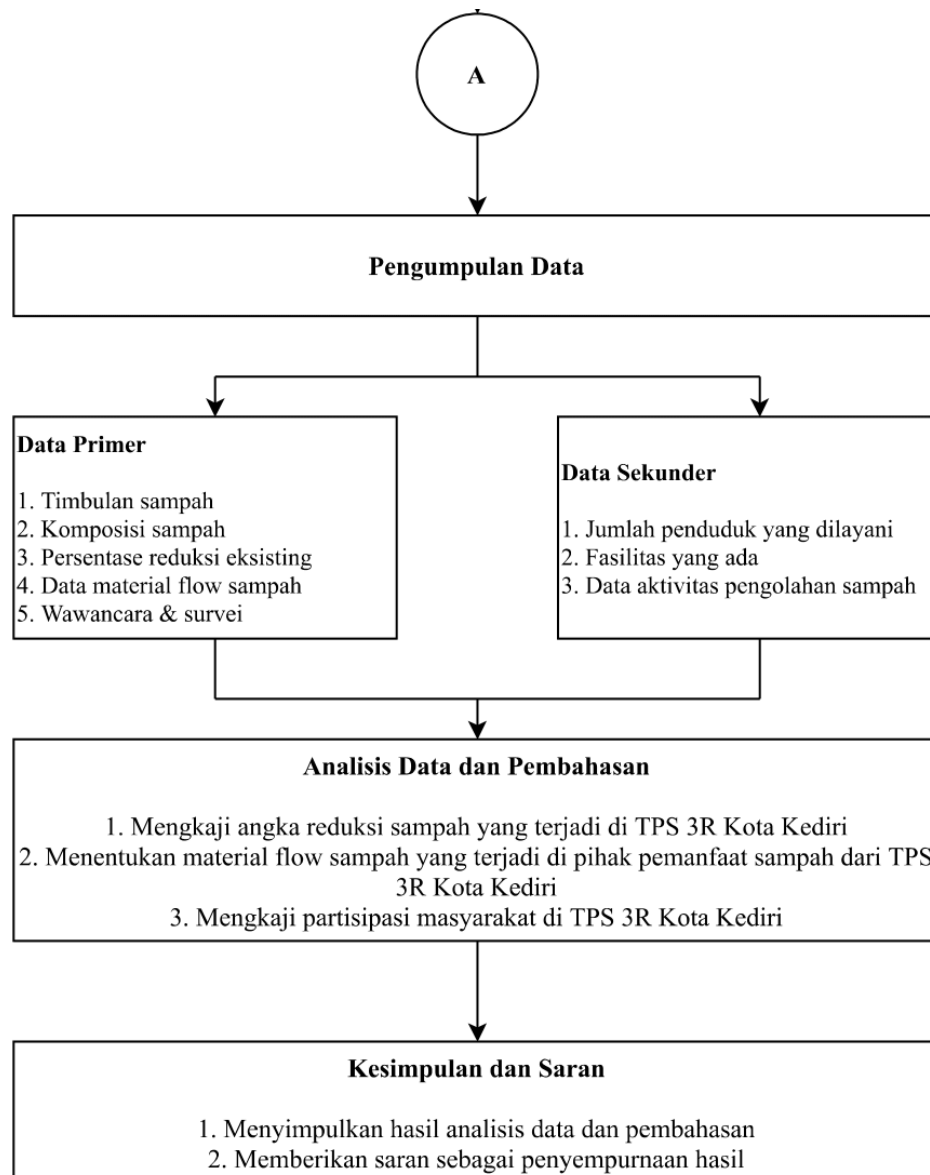 A
Pengumpulan Data
Data Primer
1. Timbulan sampah
2. Komposisi sampah
3. Persentase reduksi eksisting
4. Data material flow sampah
5. Wawancara & survei
Data Sekunder
1. Jumlah penduduk yang dilayani
2. Fasilitas yang ada
3. Data aktivitas pengolahan sampah
Analisis Data dan Pembahasan
1. Mengkaji angka reduksi sampah yang terjadi di TPS 3R Kota Kediri
2. Menentukan material flow sampah yang terjadi di pihak pemanfaat sampah dari TPS
3R Kota Kediri
3. Mengkaji partisipasi masyarakat di TPS 3R Kota Kediri
Kesimpulan dan Saran
1. Menyimpulkan hasil analisis data dan pembahasan
2. Memberikan saran sebagai penyempurnaan hasil